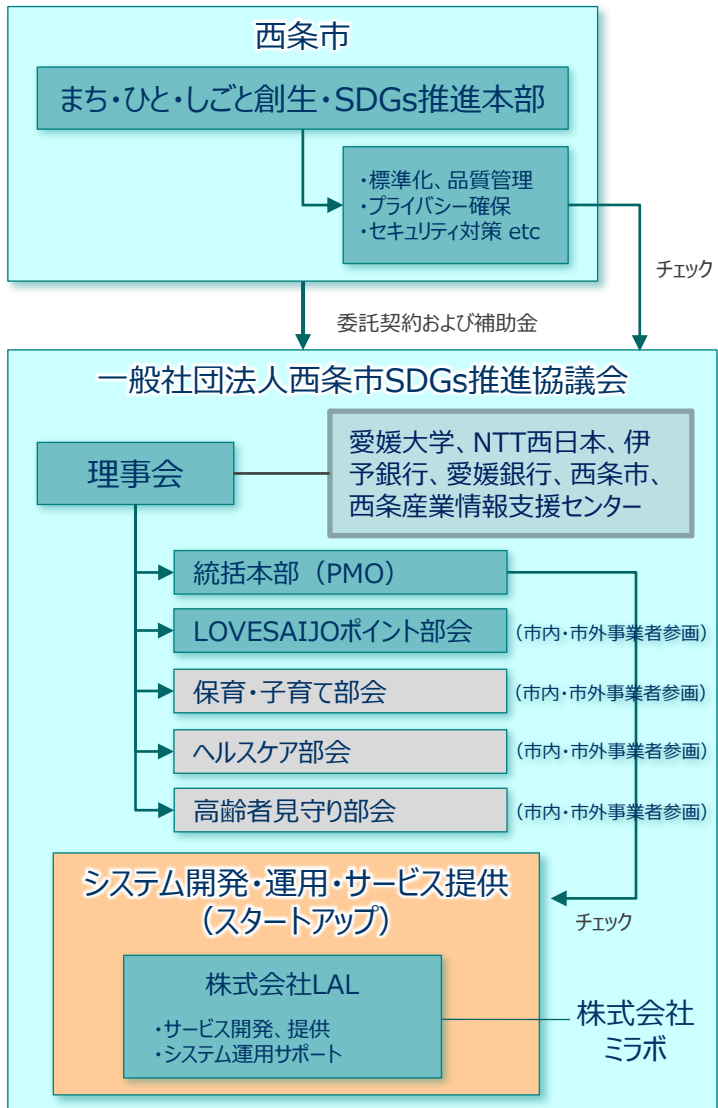 西条市
まち・ひと・しごと創生・SDGs推進本部
・標準化、品質管理
・プライバシー確保
・セキュリティ対策 etc
チェック
委託契約および補助金
一般社団法人西条市SDGs推進協議会
理事会
愛媛大学、NTT西日本、伊
予銀行、愛媛銀行、西条市、
西条産業情報支援センター
統括本部（PMO）
LOVESAIJOポイント部会
（市内・市外事業者参画）
保育・子育て部会
（市内・市外事業者参画）
ヘルスケア部会
（市内・市外事業者参画）
高齢者見守り部会
（市内・市外事業者参画）
システム開発・運用・サービス提供
（スタートアップ）
チェック
株式会社LAL
・サービス開発、提供
・システム運用サポート
株式会社
ミラボ